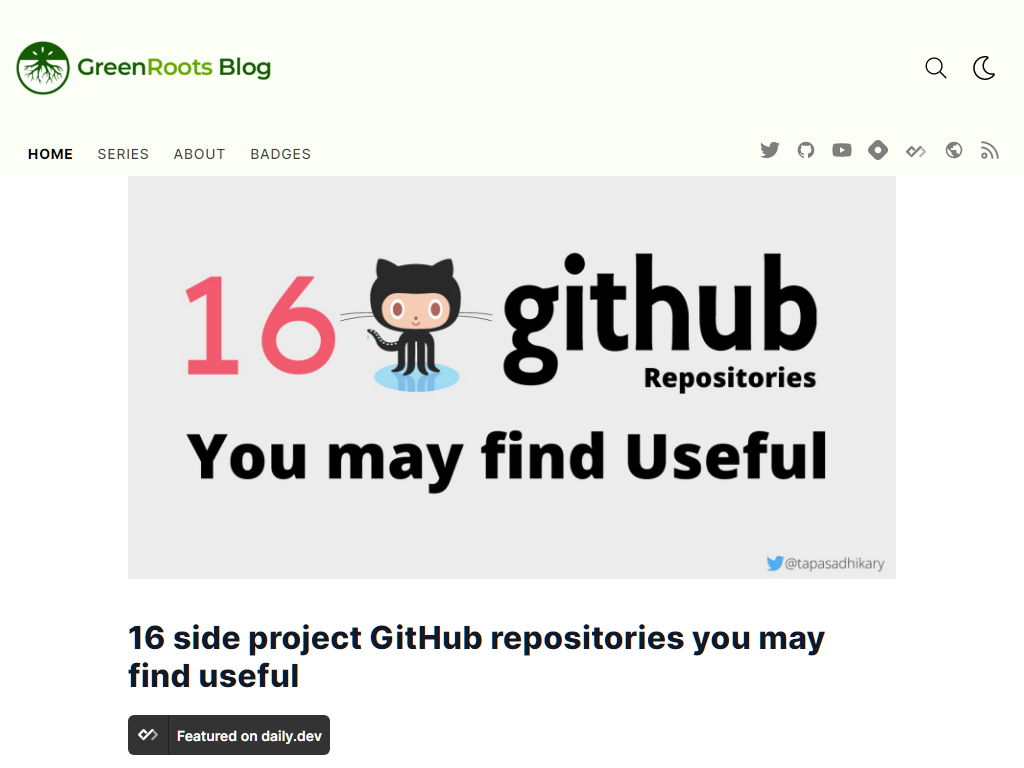 GreenRoots Blog
HOME SERIES ABOUT BADGES
16 github
Repositories
You may find Useful
@tapasadhikary
16 side project GitHub repositories you may
find useful
Featured on daily.dev